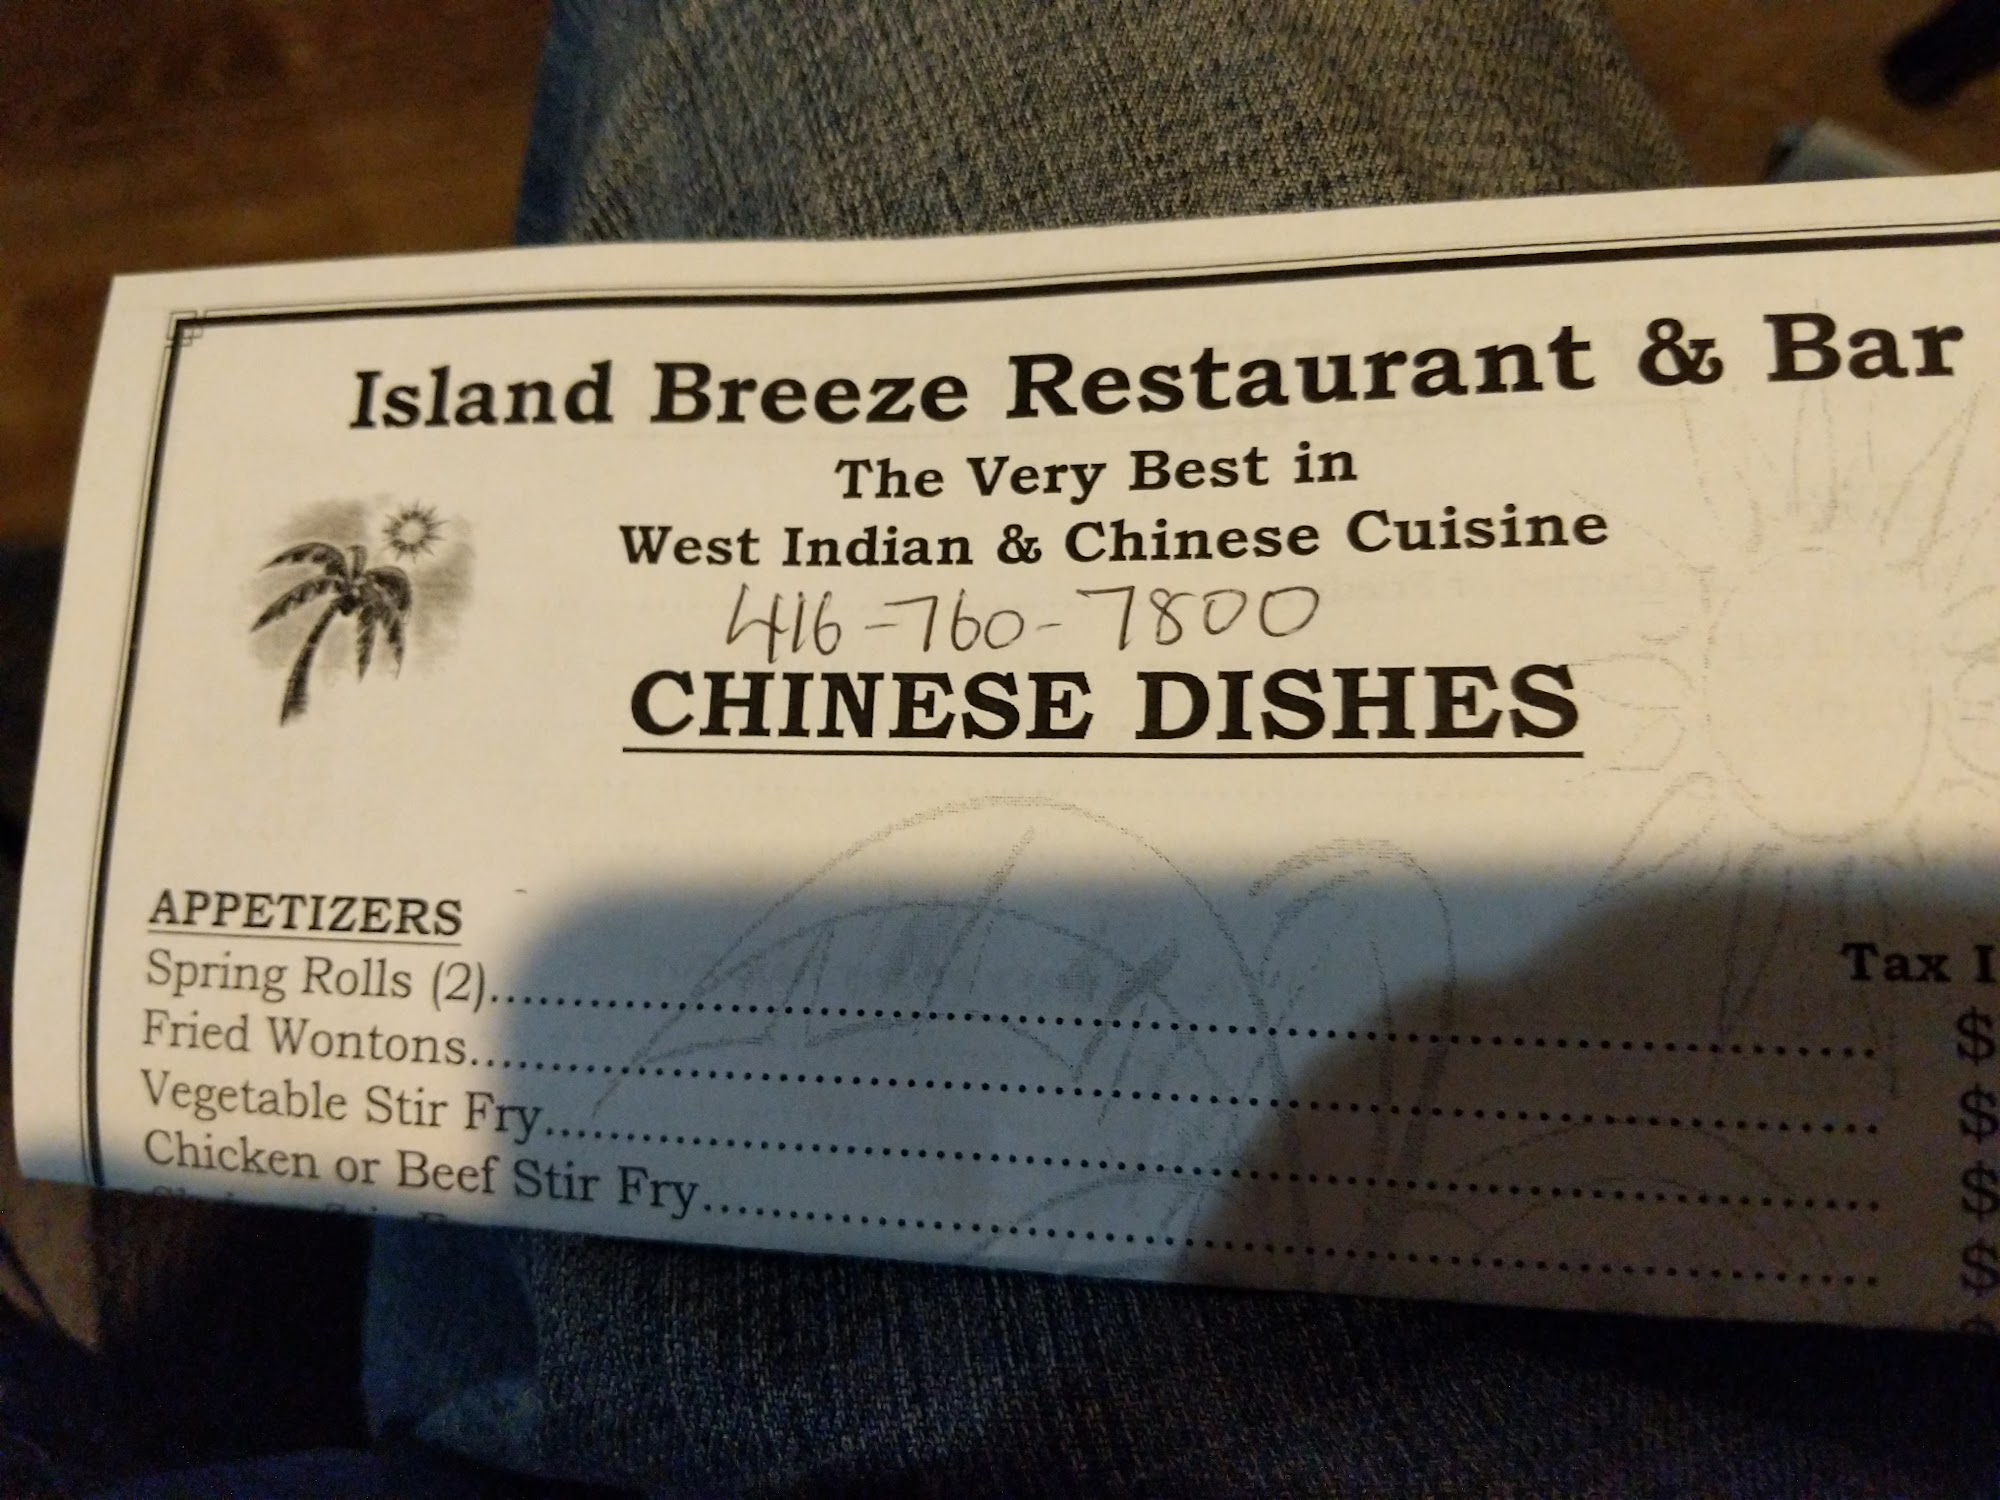 Island Breeze Restaurant & Bar
The Very Best in
West Indian & Chinese Cuisine
416-760-7800
CHINESE DISHES
APPETIZERS
Tax I
Spring Rolls (2)........................................ $
Fried Wontons........................................ $
Vegetable Stir Fry........................................ $
Chicken or Beef Stir Fry........................................ $